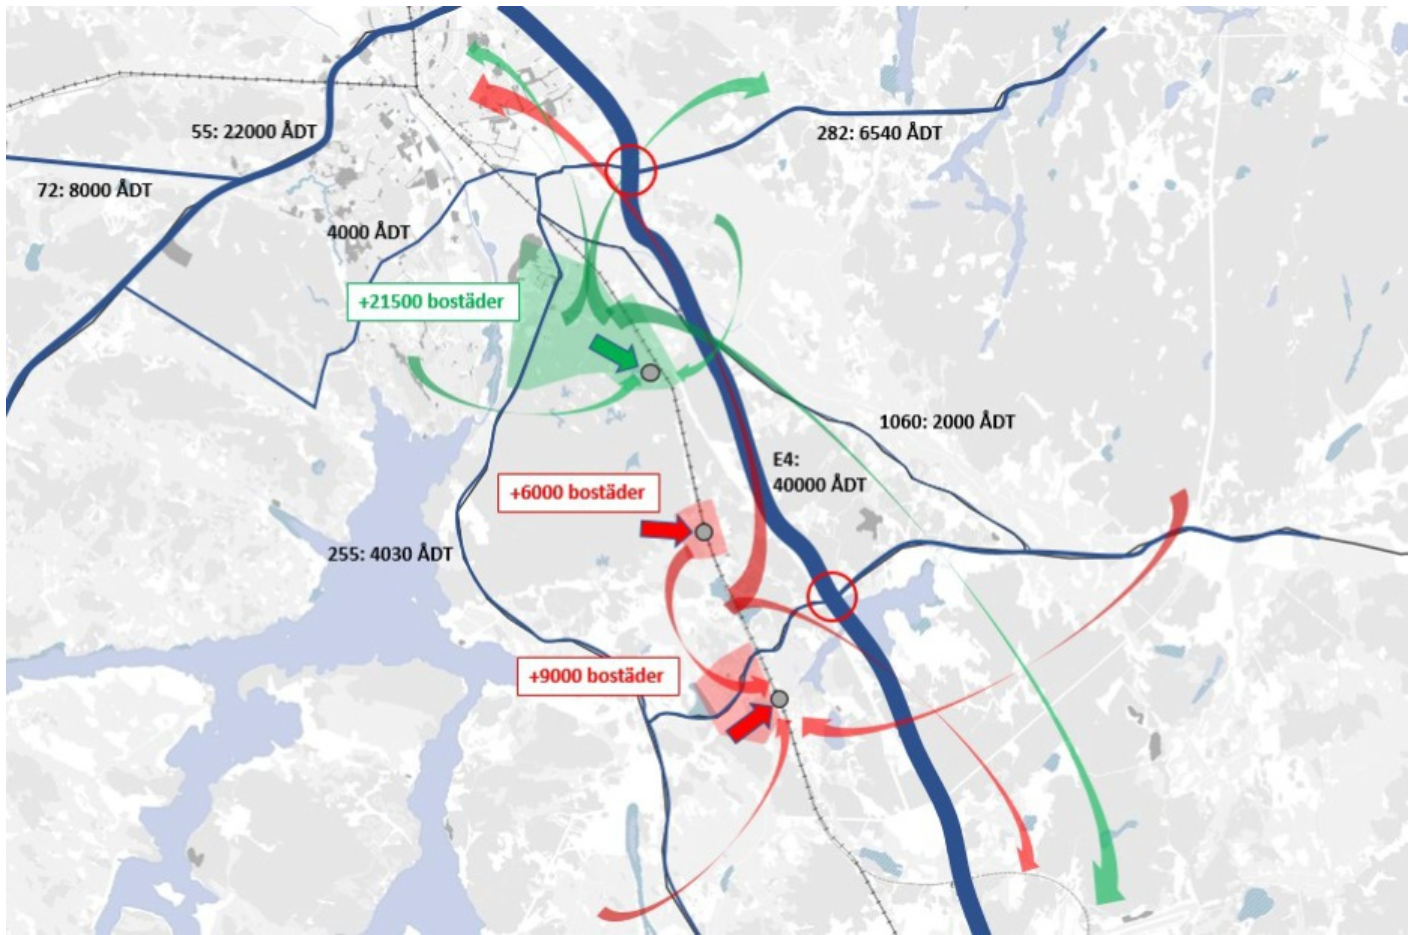 55: 22000 ÅDT
282: 6540 ÅDT
72: 8000 ÅDT
4000 ÅDT
+21500 bostäder
1060: 2000 ÅDT
E4:
40000 ÅDT
+6000 bostäder
255: 4030 ÅDT
+9000 bostäder